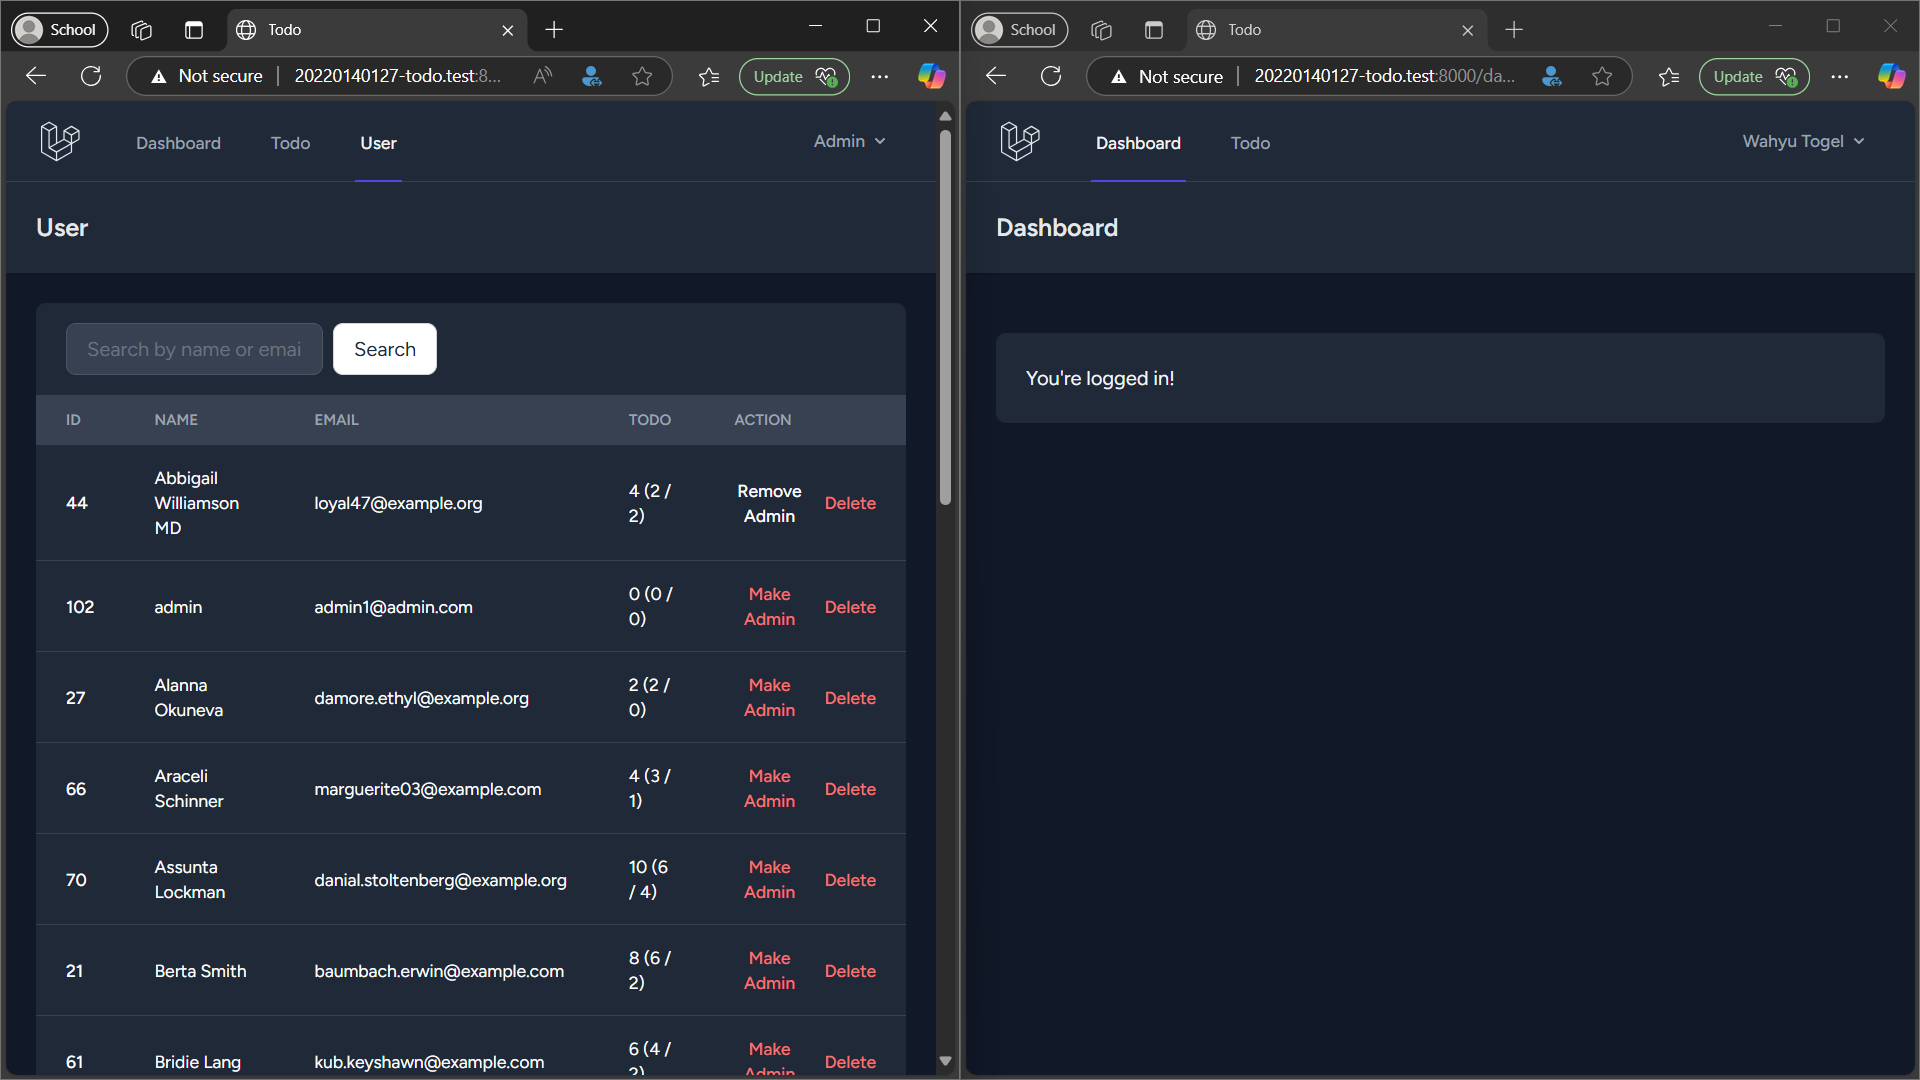 School
Todo
Not secure
20220140127-todo.test:8...
Update
Dashboard
Todo
User
Admin
User
Search by name or emai
Search
ID
NAME
EMAIL
TODO
ACTION
44
Abbigail
Williamson
MD
loyal47@example.org
4 (2 /
2)
Remove
Admin
Delete
102
admin
admin1@admin.com
0 (0 /
0)
Make
Admin
Delete
27
Alanna
Okuneva
damore.ethyl@example.org
2 (2 /
0)
Make
Admin
Delete
66
Araceli
Schinner
marguerite03@example.com
4 (3 /
1)
Make
Admin
Delete
70
Assunta
Lockman
danial.stoltenberg@example.org
10 (6
/ 4)
Make
Admin
Delete
21
Berta Smith
baumbach.erwin@example.com
8 (6 /
2)
Make
Admin
Delete
61
Bridie Lang
kub.keyshawn@example.com
6 (4 /
2)
Make
Admin
Delete
School
Todo
Not secure
20220140127-todo.test:8000/da...
Update
Dashboard
Todo
Wahyu Togel
Dashboard
You're logged in!